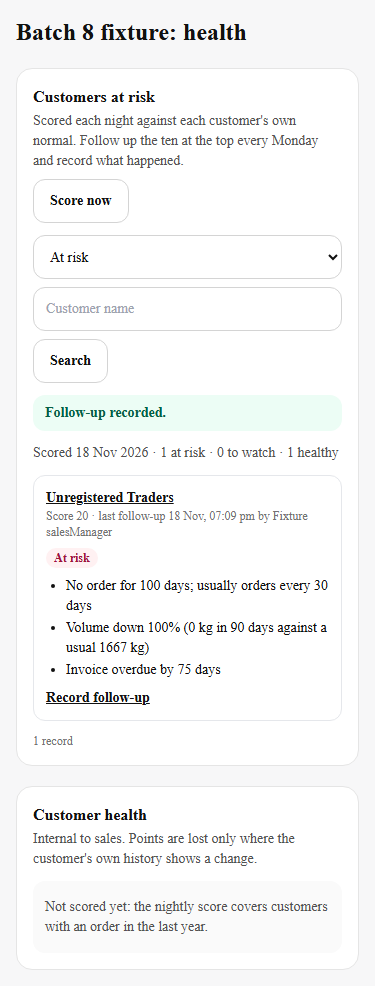 Batch 8 fixture: health
Customers at risk
Scored each night against each customer's own
normal. Follow up the ten at the top every Monday
and record what happened.
Score now
At risk
Customer name
Search
Follow-up recorded.
Scored 18 Nov 2026 · 1 at risk · 0 to watch · 1 healthy
Unregistered Traders
Score 20 · last follow-up 18 Nov, 07:09 pm by Fixture
salesManager
At risk
• No order for 100 days; usually orders every 30
days
• Volume down 100% (0 kg in 90 days against a
usual 1667 kg)
• Invoice overdue by 75 days
Record follow-up
1 record
Customer health
Internal to sales. Points are lost only where the
customer's own history shows a change.
Not scored yet: the nightly score covers customers
with an order in the last year.